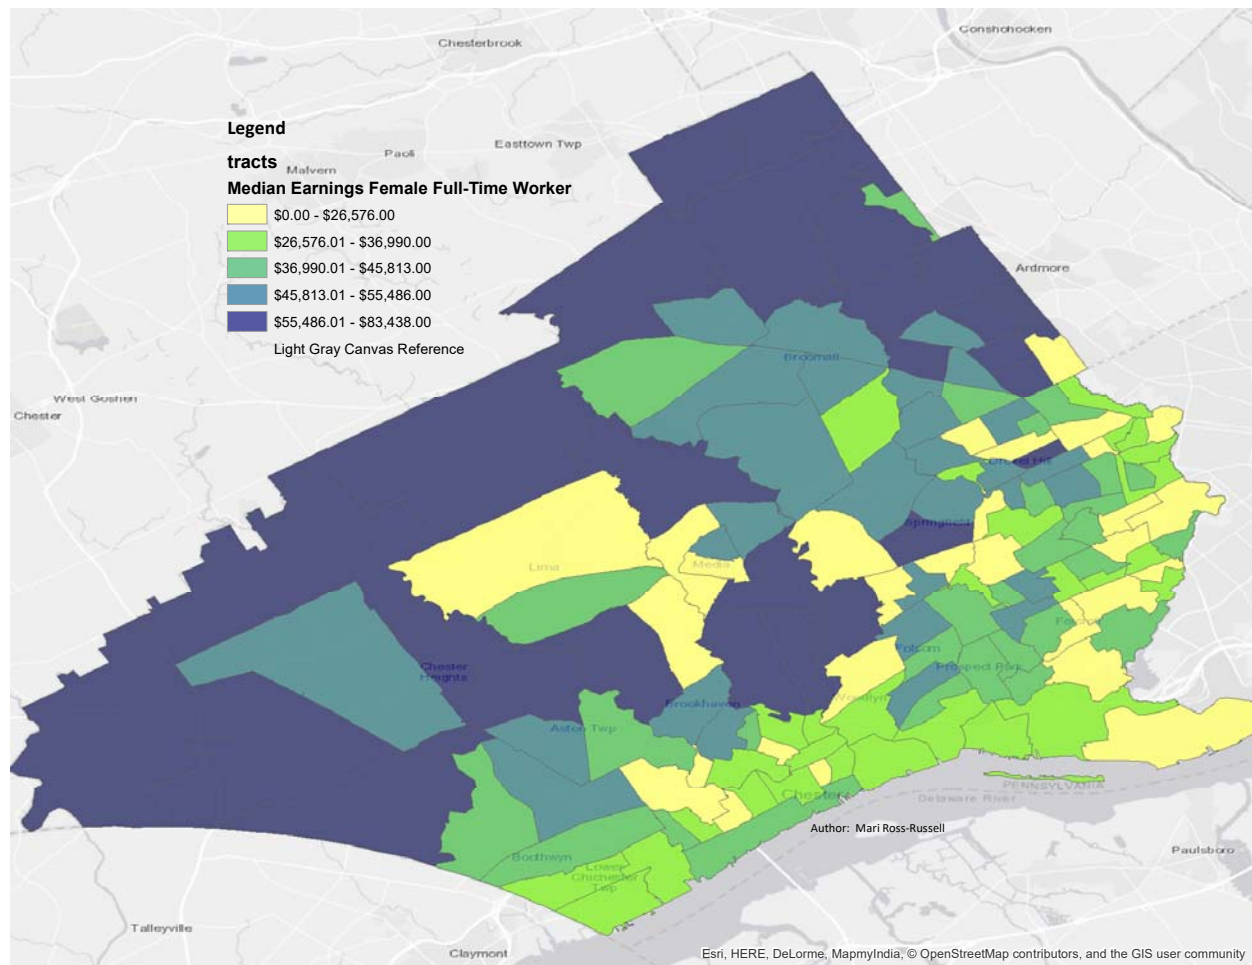 Conshohocken
Chesterbrook
Legend
tracts
Paoli
Easttown Twp
Malvern
Median Earnings Female Full-Time Worker
$0.00 - $26,576.00
$26,576.01 - $36,990.00
$36,990.01 - $45,813.00
$45,813.01 - $55,486.00
$55,486.01 - $83,438.00
Light Gray Canvas Reference
Ardmore
Broomall
West Goshen
Chester
Drexel Hill
Springfield
Lima
Media
Folcroft
Folsom
Chester
Heights
Prospect Park
Woodlyn
Brookhaven
Aston Twp
PENNSYLVANIA
Chester
Delaware River
Author: Mari Ross-Russell
Paulsboro
Boothwyn
Lower
Chichester
Twp
Talleyville
Claymont
Esri, HERE, DeLorme, MapmyIndia, © OpenStreetMap contributors, and the GIS user community